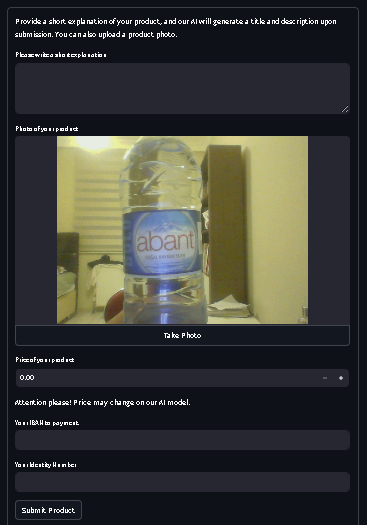 Provide a short explanation of your product, and our AI will generate a title and description upon
submission. You can also upload a product photo.
Please write a short explanation
Photo of your product
abant
Take Photo
Price of your product
0.00
Attention please! Price may change on our AI model.
Your IBAN to payment
Your Identity Number
Submit Product